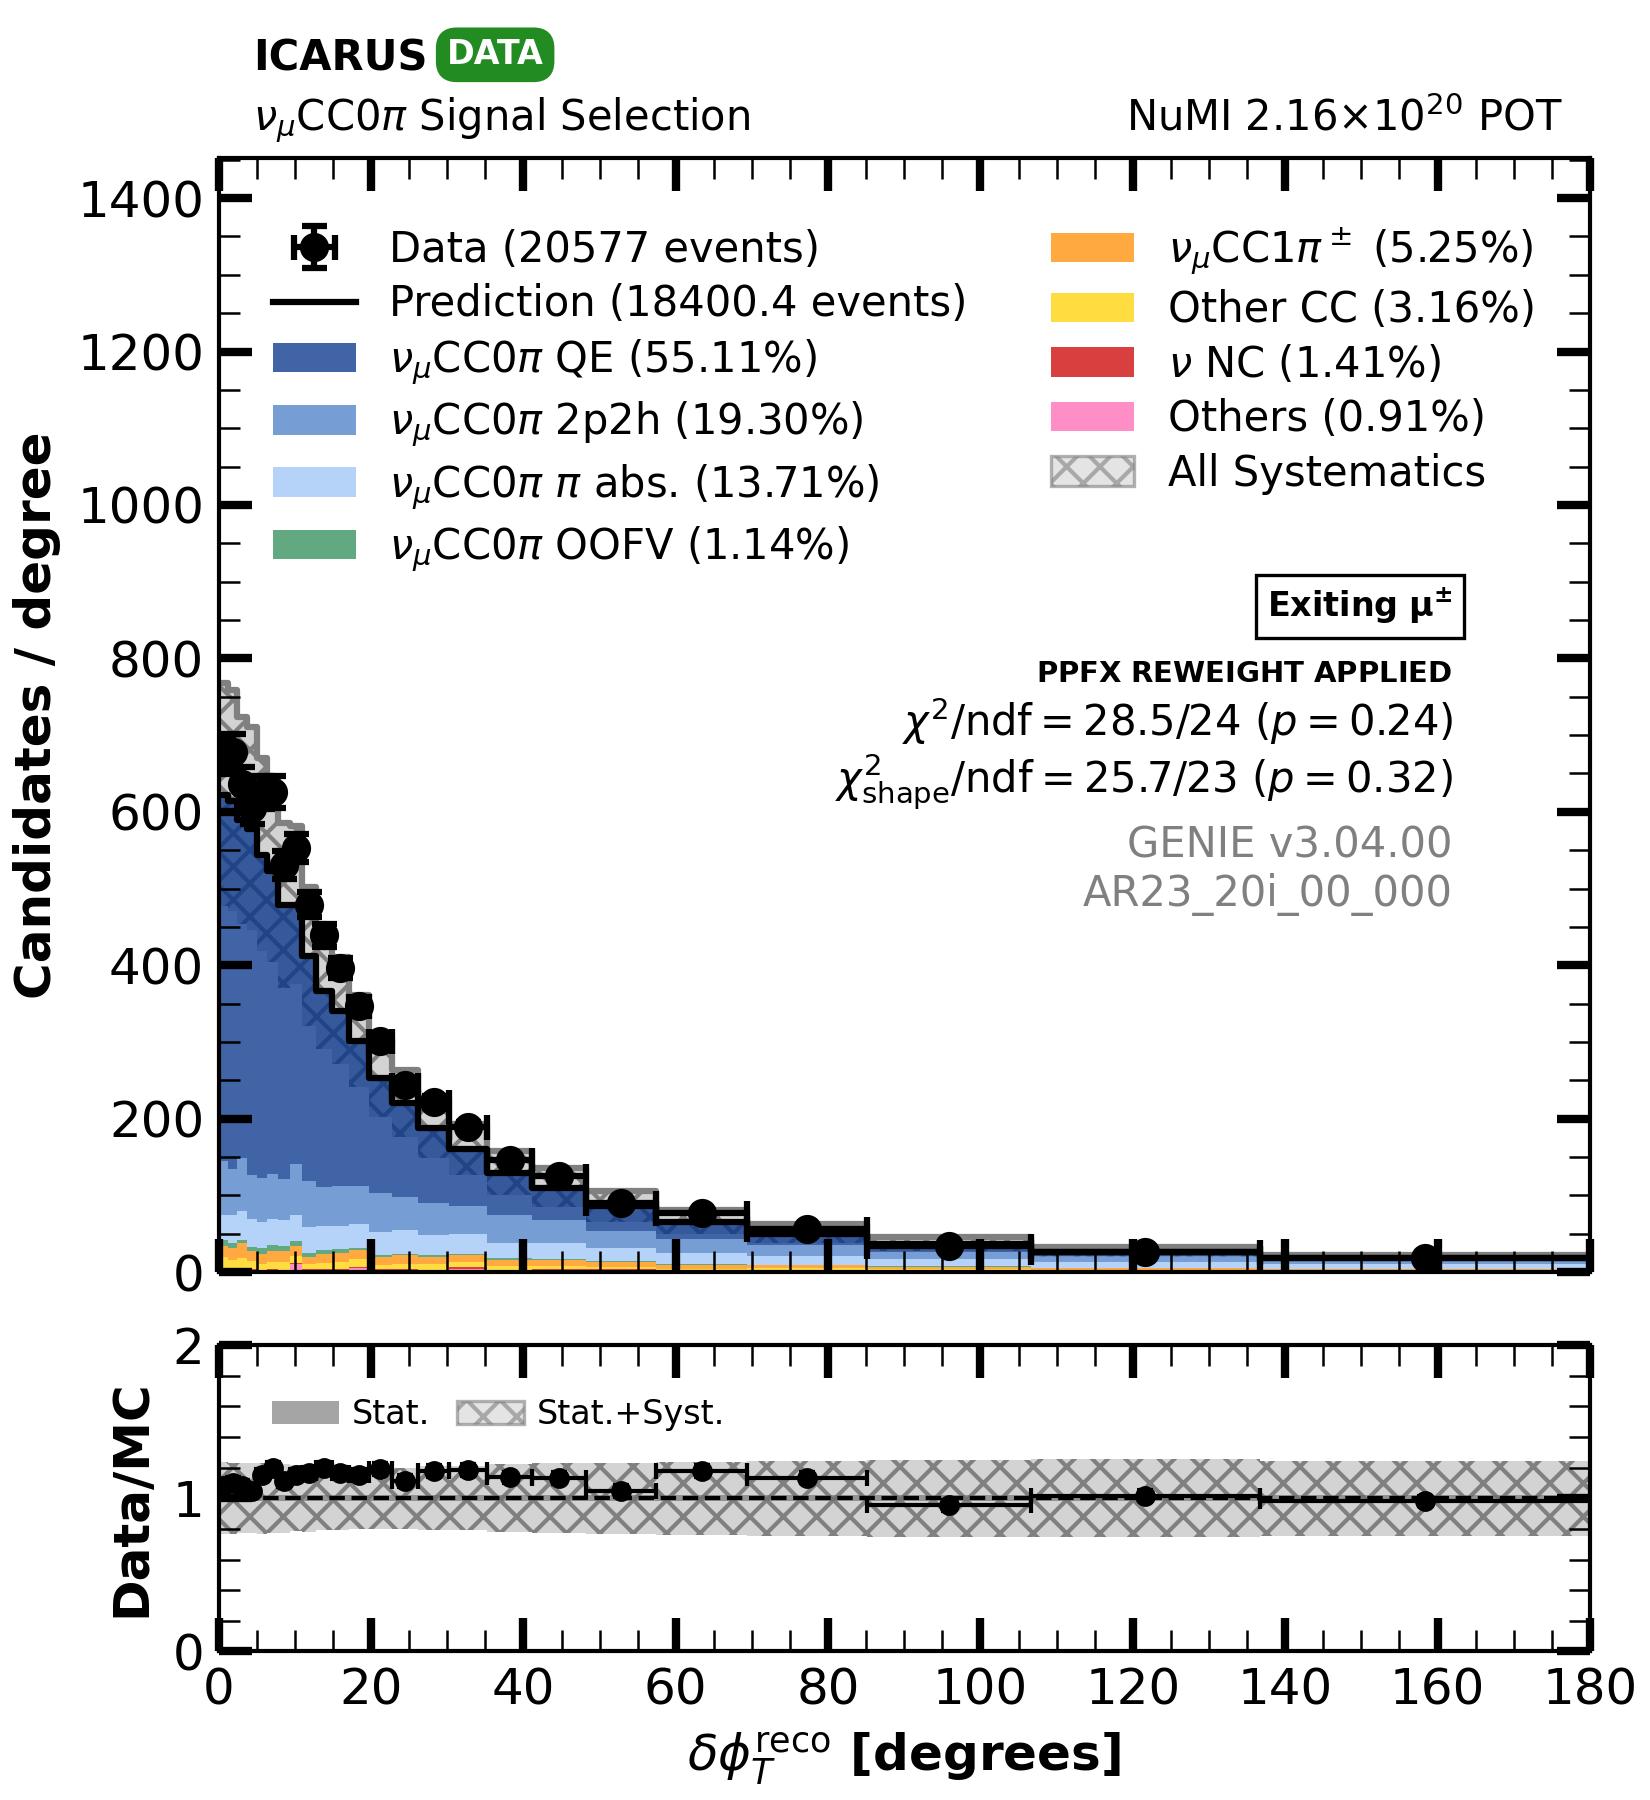 ICARUS DATA
νμCC0π Signal Selection
NuMI 2.16×10²⁰ POT
Candidates / degree
1400
1200
1000
800
600
400
200
0
Data (20577 events)
Prediction (18400.4 events)
νμCC0π QE (55.11%)
νμCC0π 2p2h (19.30%)
νμCC0π π abs. (13.71%)
νμCC0π OOFV (1.14%)
νμCC1π± (5.25%)
Other CC (3.16%)
ν NC (1.41%)
Others (0.91%)
All Systematics
Exiting μ±
PPFX REWEIGHT APPLIED
χ²/ndf = 28.5/24 (p = 0.24)
χ²shape/ndf = 25.7/23 (p = 0.32)
GENIE v3.04.00
AR23_20i_00_000
Data/MC
2
1
0
Stat.
Stat.+Syst.
0 20 40 60 80 100 120 140 160 180
δϕTreco [degrees]